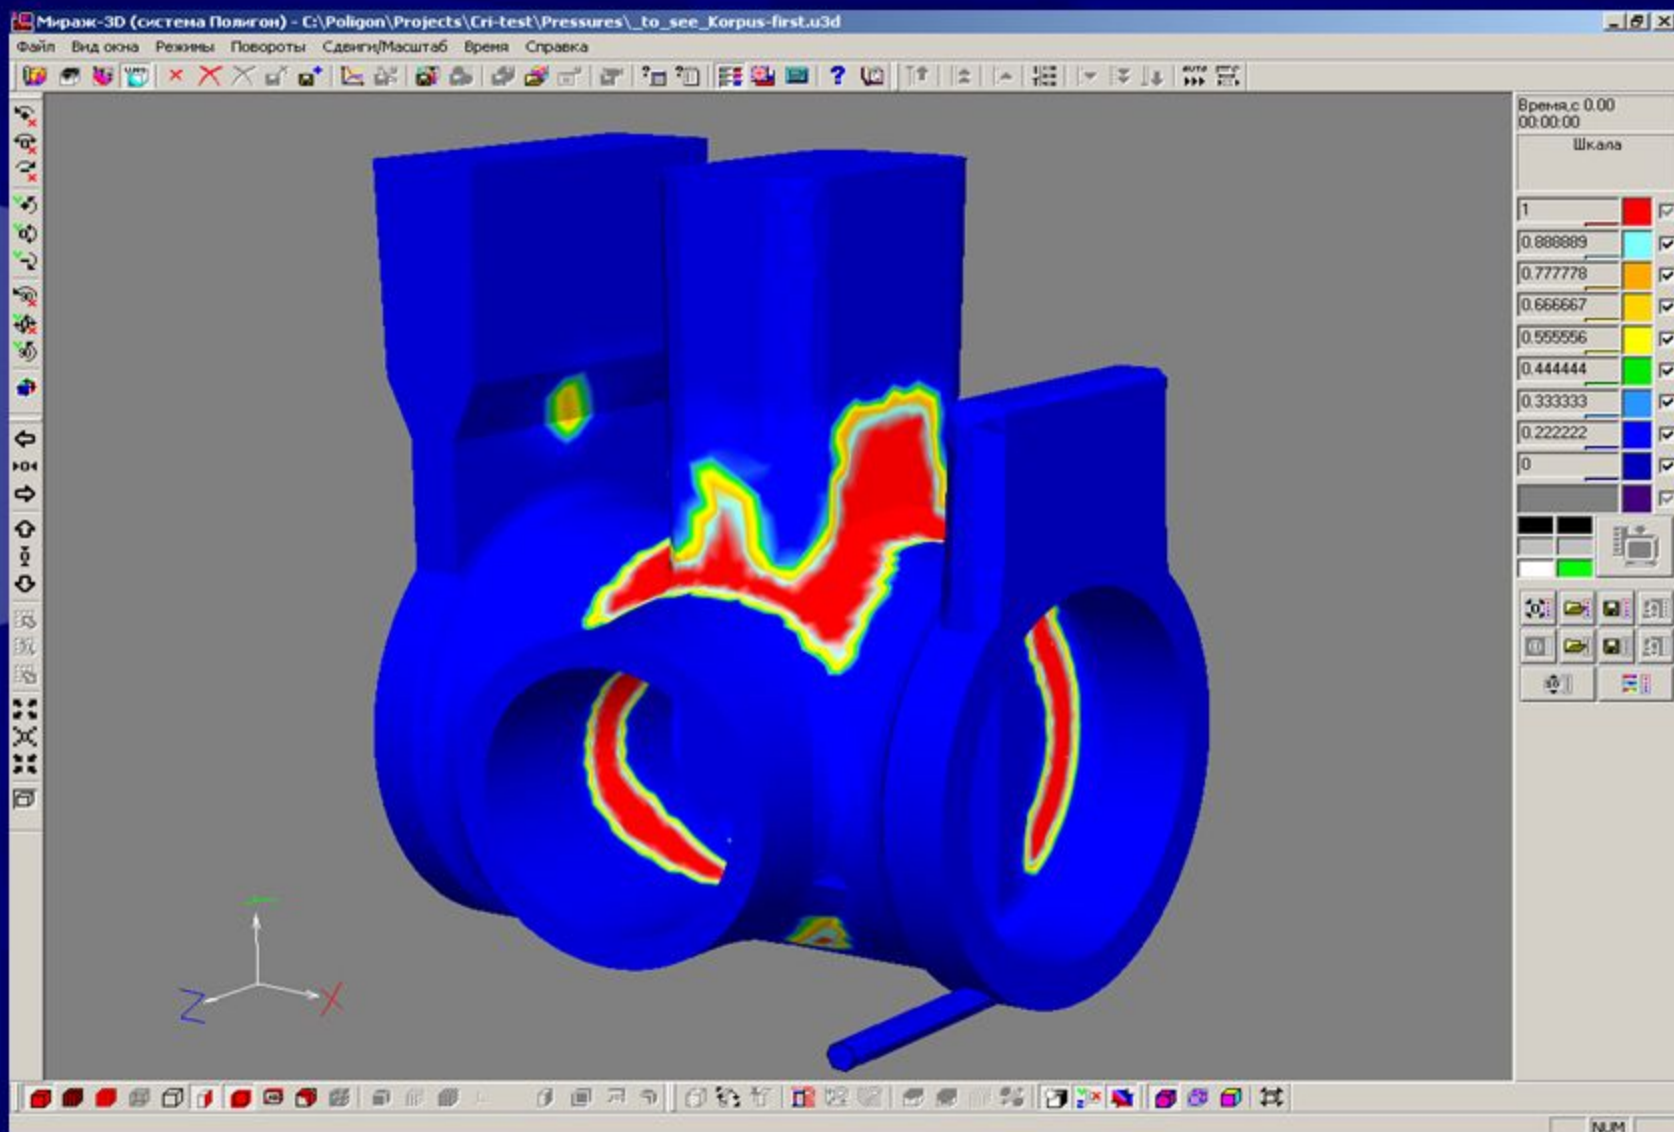 Мираж-3D (система Полигон) - C:\Poligon\Projects\Cri-test\Pressures\_to_see_Korpus-first.u3d
Файл Вид окна Режимы Повороты Сдвиги/Масштаб Время Справка
Время,с 0.00
00:00:00
Шкала
1
0.888889
0.777778
0.666667
0.555556
0.444444
0.333333
0.222222
0
Z X
NUM